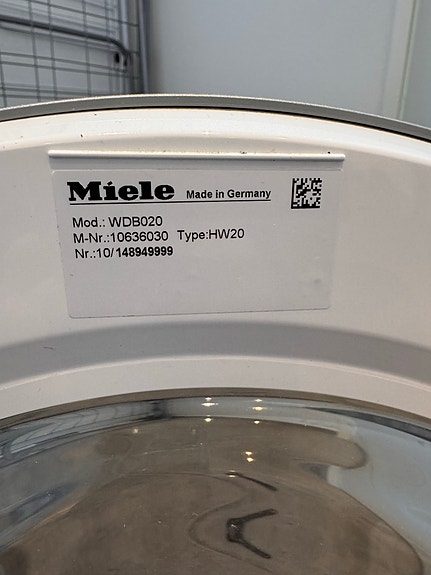 Miele Made in Germany
Mod.: WDB020
M-Nr.:10636030 Type:HW20
Nr.:10/148949999